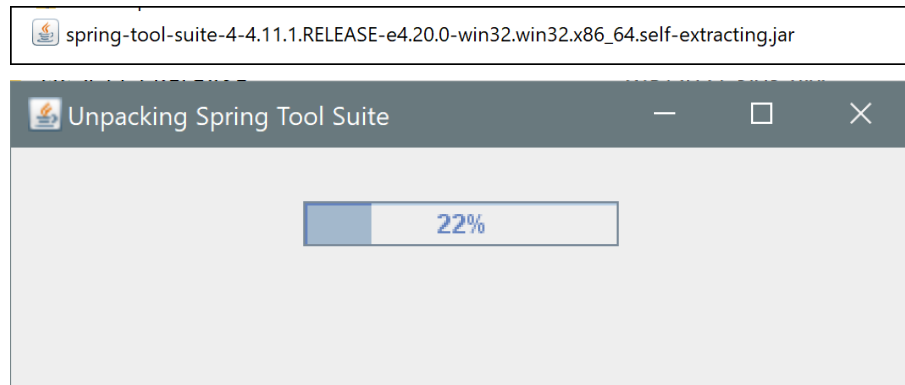 spring-tool-suite-4-4.11.1.RELEASE-e4.20.0-win32.win32.x86_64.self-extracting.jar
Unpacking Spring Tool Suite
22%